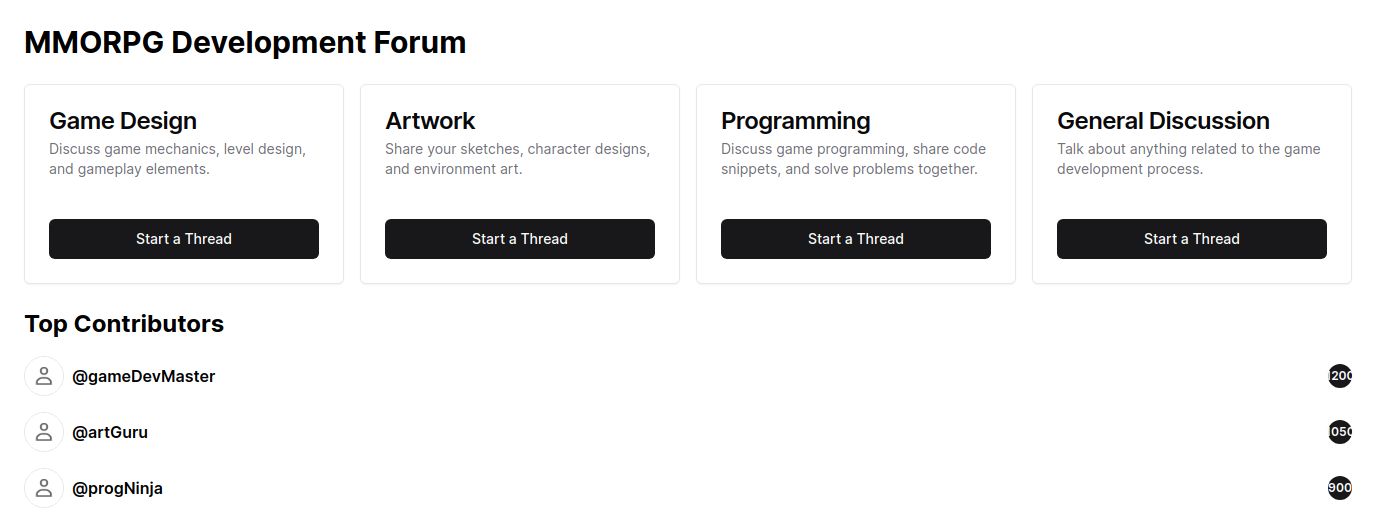 MMORPG Development Forum
Game Design
Discuss game mechanics, level design,
and gameplay elements.
Start a Thread
Artwork
Share your sketches, character designs,
and environment art.
Start a Thread
Programming
Discuss game programming, share code
snippets, and solve problems together.
Start a Thread
General Discussion
Talk about anything related to the game
development process.
Start a Thread
Top Contributors
@gameDevMaster 1200
@artGuru 1050
@progNinja 900